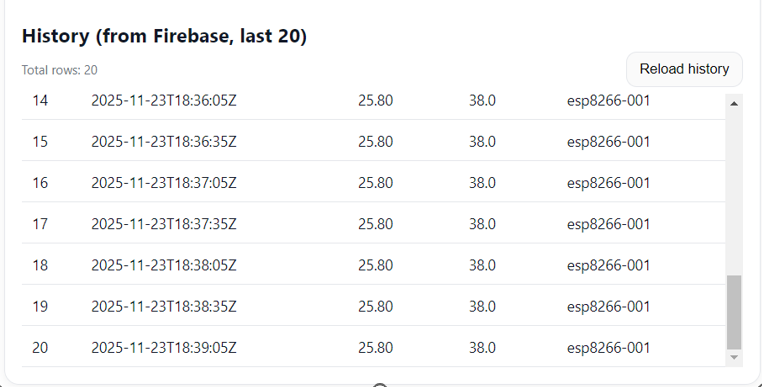 History (from Firebase, last 20)
Total rows: 20
Reload history
14 2025-11-23T18:36:05Z 25.80 38.0 esp8266-001
15 2025-11-23T18:36:35Z 25.80 38.0 esp8266-001
16 2025-11-23T18:37:05Z 25.80 38.0 esp8266-001
17 2025-11-23T18:37:35Z 25.80 38.0 esp8266-001
18 2025-11-23T18:38:05Z 25.80 38.0 esp8266-001
19 2025-11-23T18:38:35Z 25.80 38.0 esp8266-001
20 2025-11-23T18:39:05Z 25.80 38.0 esp8266-001